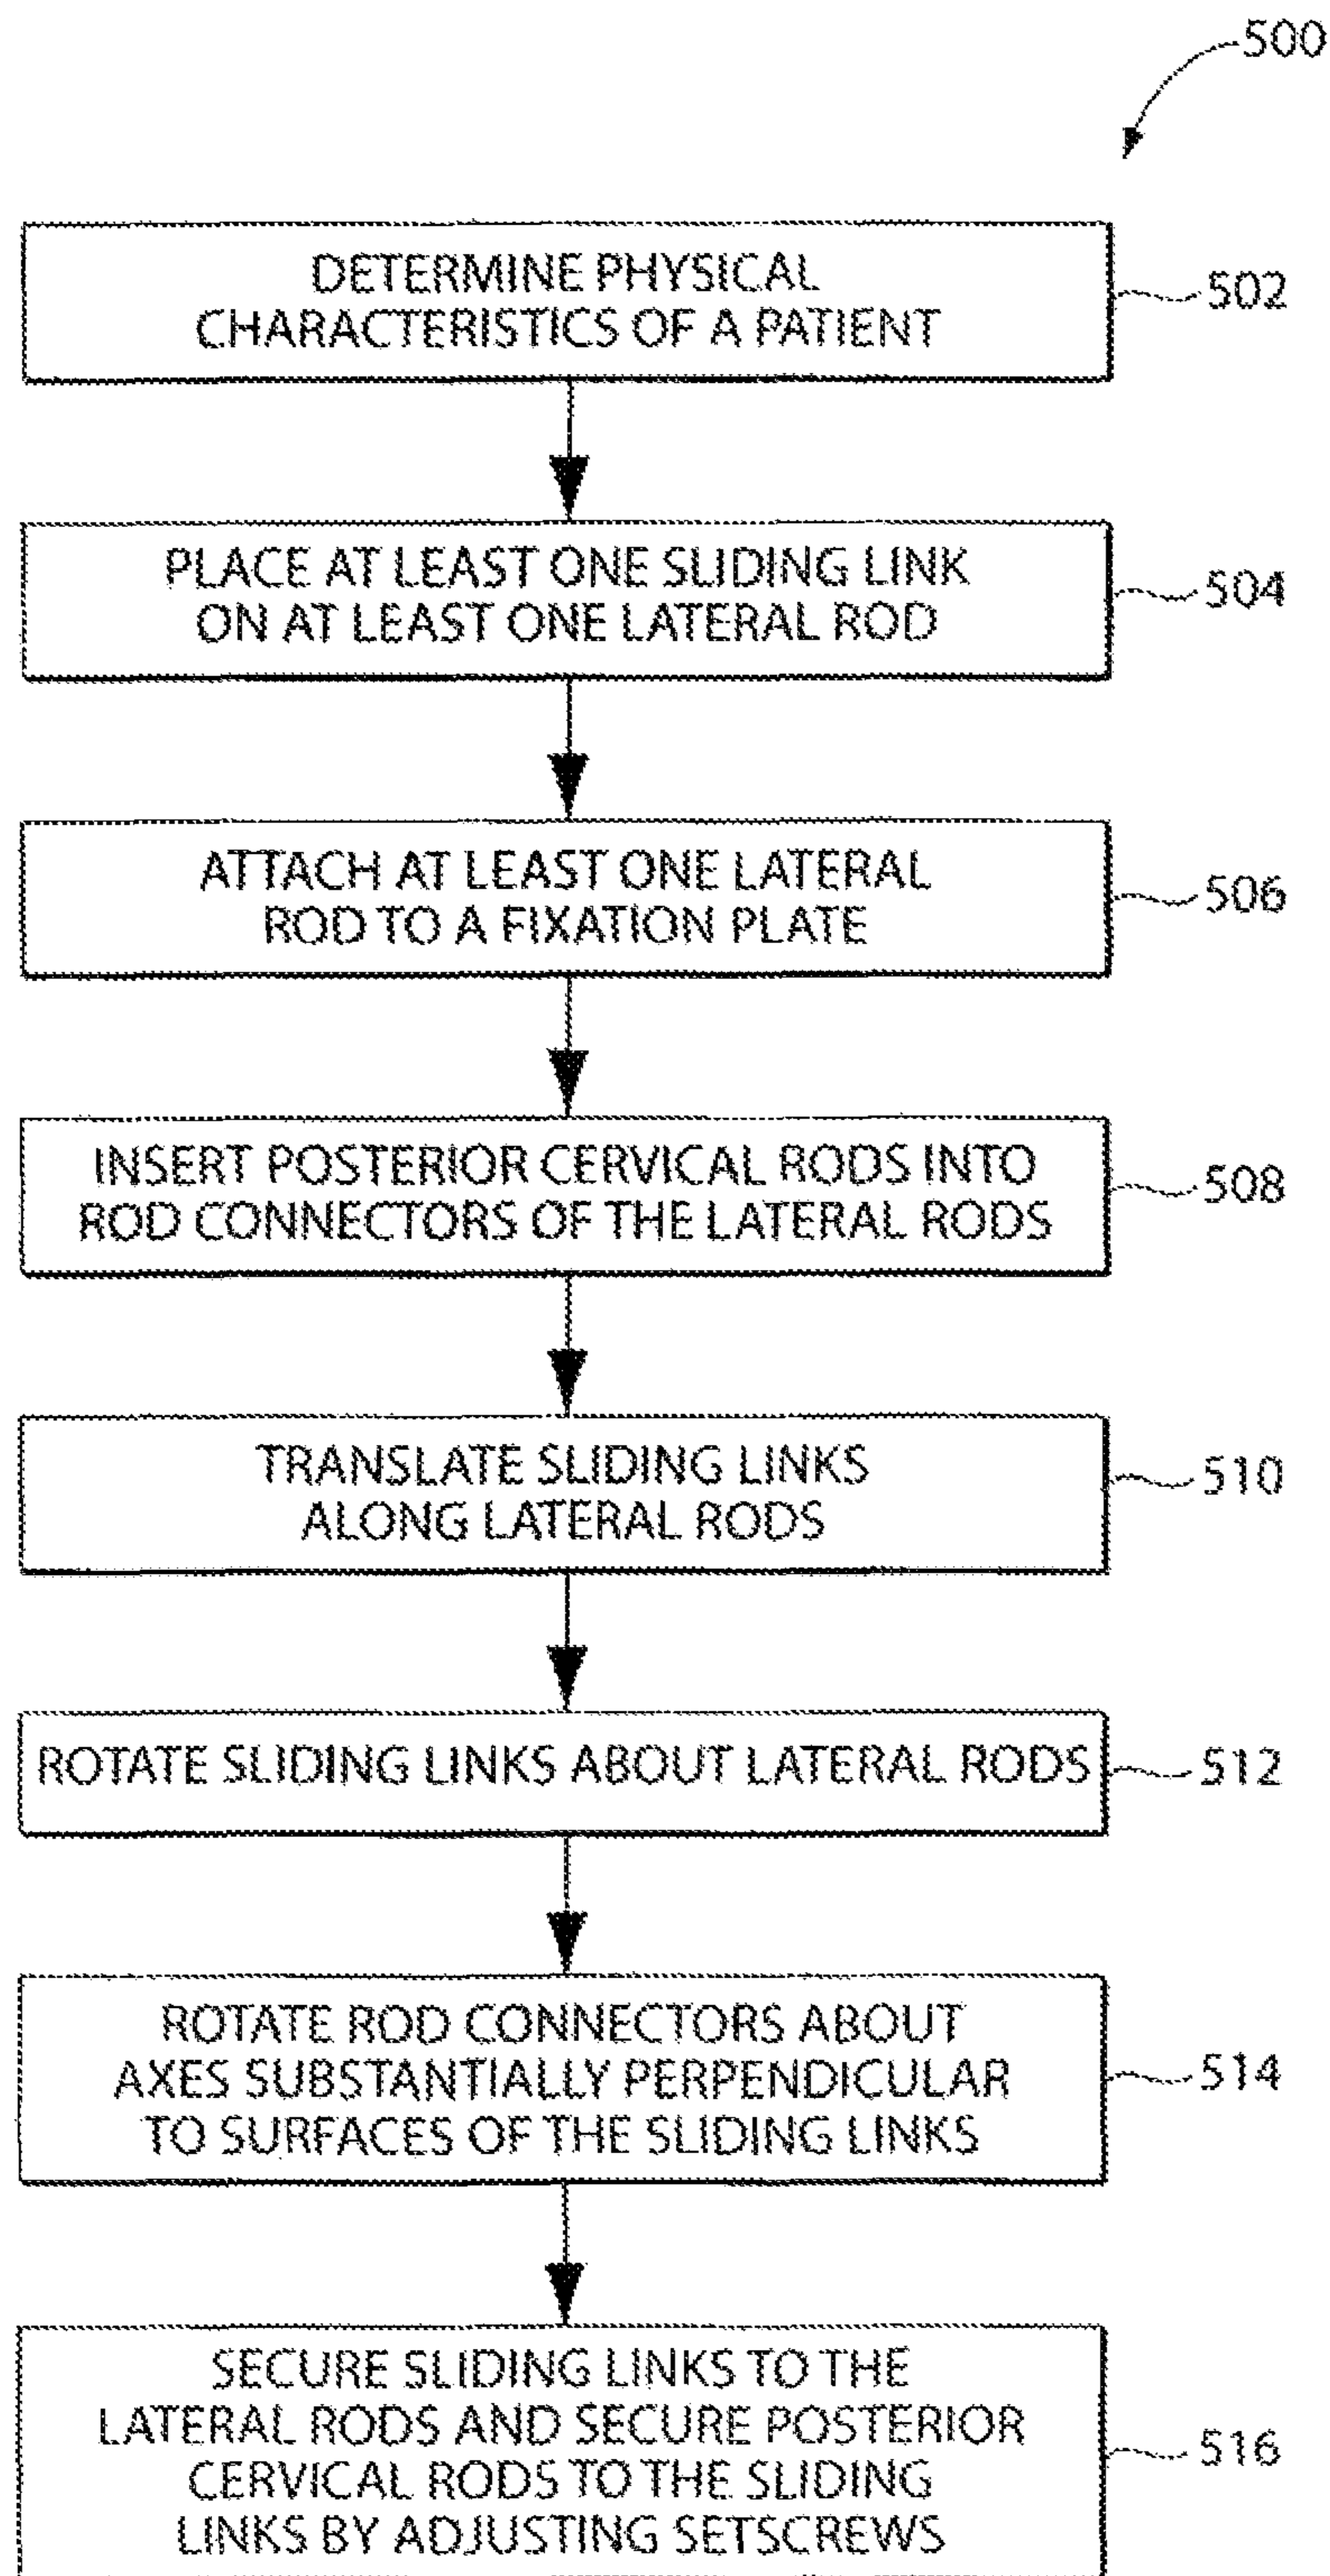 500
DETERMINE PHYSICAL
CHARACTERISTICS OF A PATIENT
502
PLACE AT LEAST ONE SLIDING LINK
ON AT LEAST ONE LATERAL ROD
504
ATTACH AT LEAST ONE LATERAL
ROD TO A FIXATION PLATE
506
INSERT POSTERIOR CERVICAL RODS INTO
ROD CONNECTORS OF THE LATERAL RODS
508
TRANSLATE SLIDING LINKS
ALONG LATERAL RODS
510
ROTATE SLIDING LINKS ABOUT LATERAL RODS
512
ROTATE ROD CONNECTORS ABOUT
AXES SUBSTANTIALLY PERPENDICULAR
TO SURFACES OF THE SLIDING LINKS
514
SECURE SLIDING LINKS TO THE
LATERAL RODS AND SECURE POSTERIOR
CERVICAL RODS TO THE SLIDING
LINKS BY ADJUSTING SETSCREWS
516